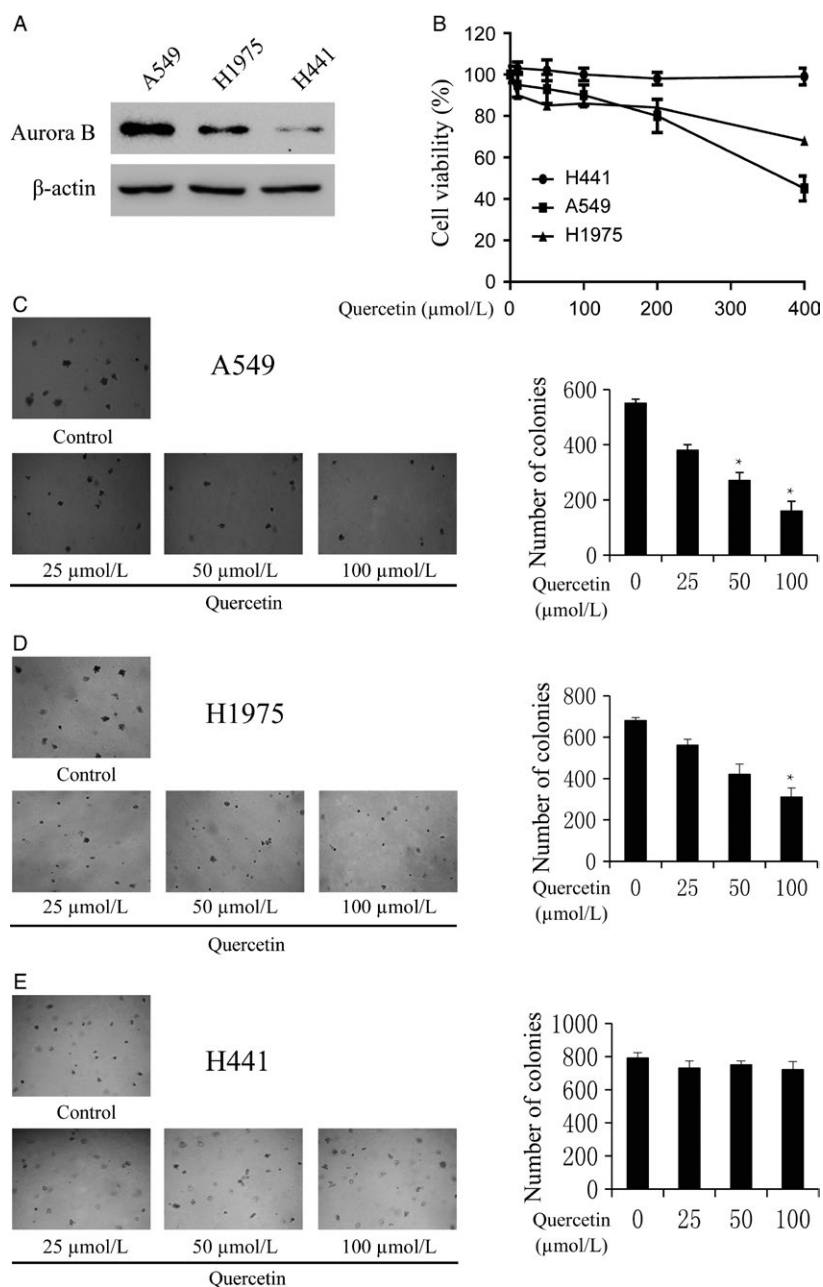 A
A549
H1975
H441
Aurora B
β-actin
B
Cell viability (%)
120
100
80
60
40
20
0
H441
A549
H1975
Quercetin (μmol/L)
0
100
200
300
400
C
A549
Control
25 μmol/L
50 μmol/L
100 μmol/L
Quercetin
Number of colonies
600
400
200
0
*
*
Quercetin
(μmol/L)
0
25
50
100
D
H1975
Control
25 μmol/L
50 μmol/L
100 μmol/L
Quercetin
Number of colonies
800
600
400
200
0
*
Quercetin
(μmol/L)
0
25
50
100
E
H441
Control
25 μmol/L
50 μmol/L
100 μmol/L
Quercetin
Number of colonies
1000
800
600
400
200
0
Quercetin
(μmol/L)
0
25
50
100